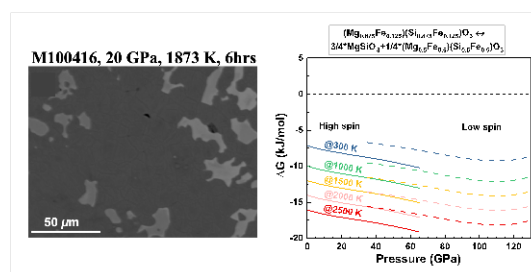 M100416, 20 GPa, 1873 K, 6hrs
50 µm
(Mg0.875Fe0.125)(Si0.875Fe0.125)O3 ↔
3/4*MgSiO3+1/4*(Mg0.5Fe0.5)(Si0.5Fe0.5)O3
5
0
-5
-10
-15
-20
ΔG (kJ/mol)
High spin
Low spin
@300 K
@1000 K
@1500 K
@2000 K
@2500 K
0
20
40
60
80
100
120
Pressure (GPa)